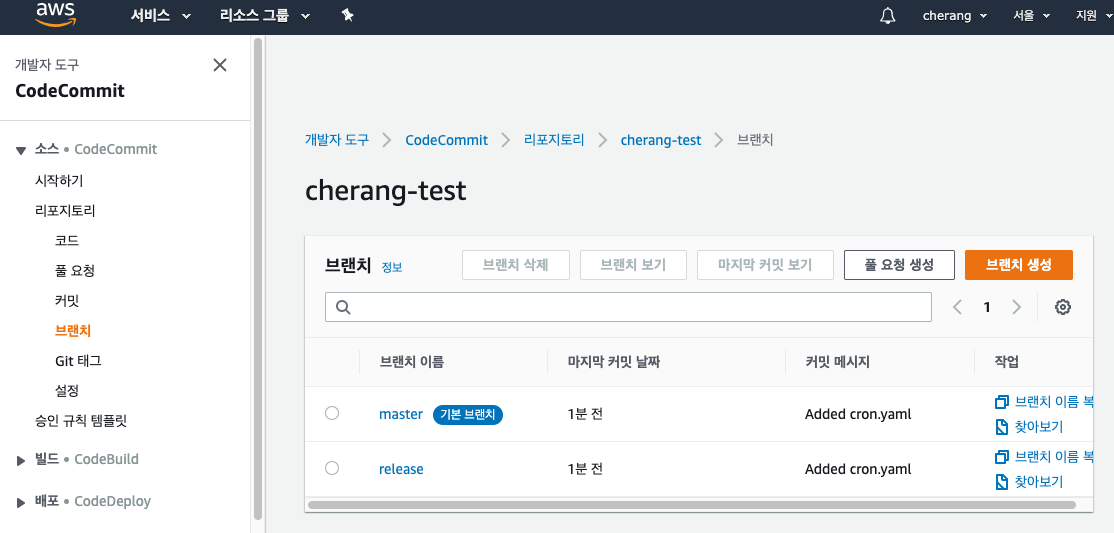 aws 서비스 리소스 그룹 cherang 서울 지원
개발자 도구
CodeCommit
소스 • CodeCommit
시작하기
리포지토리
코드
풀 요청
커밋
브랜치
Git 태그
설정
승인 규칙 템플릿
빌드 • CodeBuild
배포 • CodeDeploy
개발자 도구 CodeCommit 리포지토리 cherang-test 브랜치
cherang-test
브랜치 정보 브랜치 삭제 브랜치 보기 마지막 커밋 보기 풀 요청 생성 브랜치 생성
1
브랜치 이름 마지막 커밋 날짜 커밋 메시지 작업
master 기본 브랜치 1분 전 Added cron.yaml 브랜치 이름 복
찾아보기
release 1분 전 Added cron.yaml 브랜치 이름 복
찾아보기